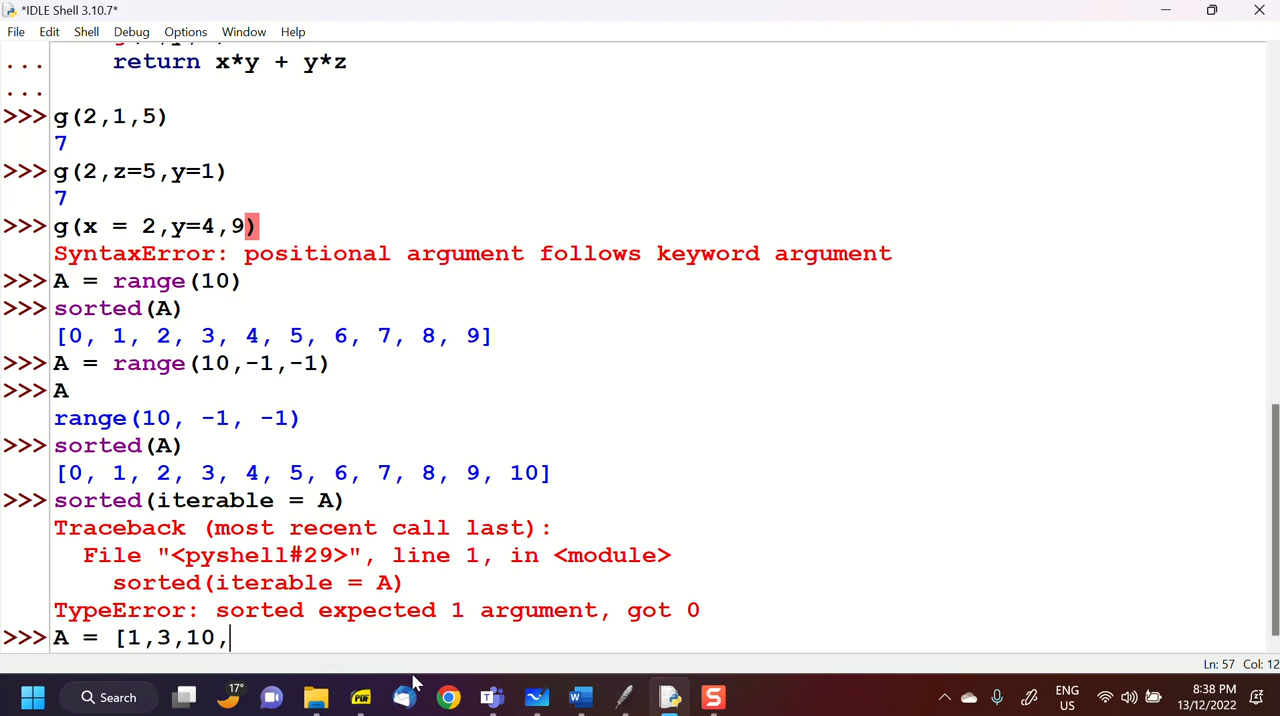 *IDLE Shell 3.10.7*
File Edit Shell Debug Options Window Help
... return x*y + y*z
...
>>> g(2,1,5)
7
>>> g(2,z=5,y=1)
7
>>> g(x = 2,y=4,9)
SyntaxError: positional argument follows keyword argument
>>> A = range(10)
>>> sorted(A)
[0, 1, 2, 3, 4, 5, 6, 7, 8, 9]
>>> A = range(10,-1,-1)
>>> A
range(10, -1, -1)
>>> sorted(A)
[0, 1, 2, 3, 4, 5, 6, 7, 8, 9, 10]
>>> sorted(iterable = A)
Traceback (most recent call last):
File "<pyshell#29>", line 1, in <module>
sorted(iterable = A)
TypeError: sorted expected 1 argument, got 0
>>> A = [1,3,10,
Ln: 57 Col: 12
Search 17° PDF W S ENG US 8:38 PM 13/12/2022